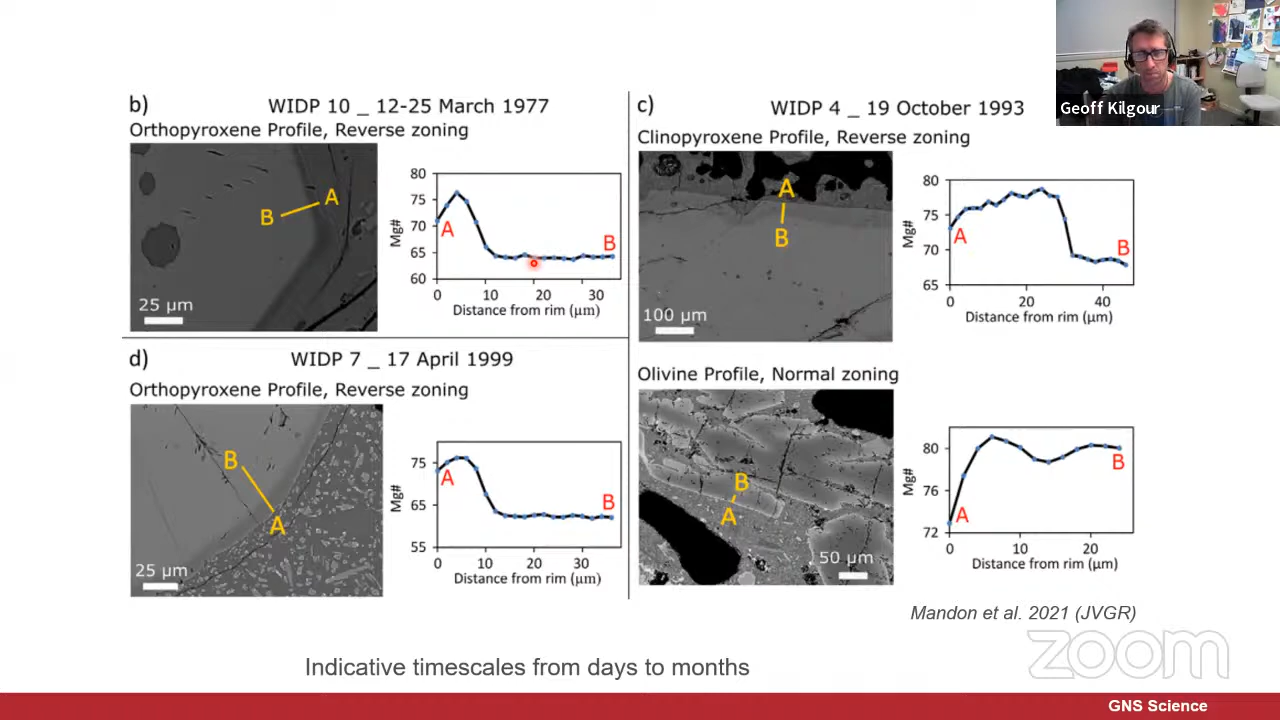 Geoff Kilgour
b) WIDP 10 _ 12-25 March 1977
Orthopyroxene Profile, Reverse zoning
A
B
25 µm
80
75
70
65
60
Mg#
A
B
0 10 20 30
Distance from rim (µm)
c) WIDP 4 _ 19 October 1993
Clinopyroxene Profile, Reverse zoning
A
B
100 µm
80
75
70
65
Mg#
A
B
0 20 40
Distance from rim (µm)
d) WIDP 7 _ 17 April 1999
Orthopyroxene Profile, Reverse zoning
B
A
25 µm
75
65
55
Mg#
A
B
0 10 20 30
Distance from rim (µm)
Olivine Profile, Normal zoning
B
A
50 µm
80
76
72
Mg#
A
B
0 10 20
Distance from rim (µm)
Mandon et al. 2021 (JVGR)
zoom
Indicative timescales from days to months
GNS Science